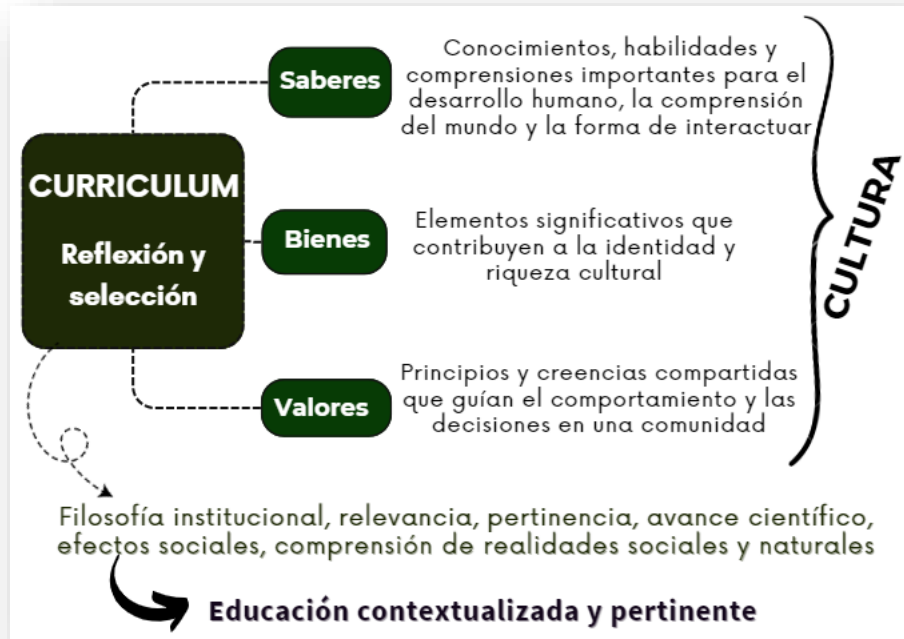 CURRICULUM
Reflexión y
selección
Saberes
Conocimientos, habilidades y
comprensiones importantes para el
desarrollo humano, la comprensión
del mundo y la forma de interactuar
Bienes
Elementos significativos que
contribuyen a la identidad y
riqueza cultural
Valores
Principios y creencias compartidas
que guían el comportamiento y las
decisiones en una comunidad
CULTURA
Filosofía institucional, relevancia, pertinencia, avance científico,
efectos sociales, comprensión de realidades sociales y naturales
Educación contextualizada y pertinente